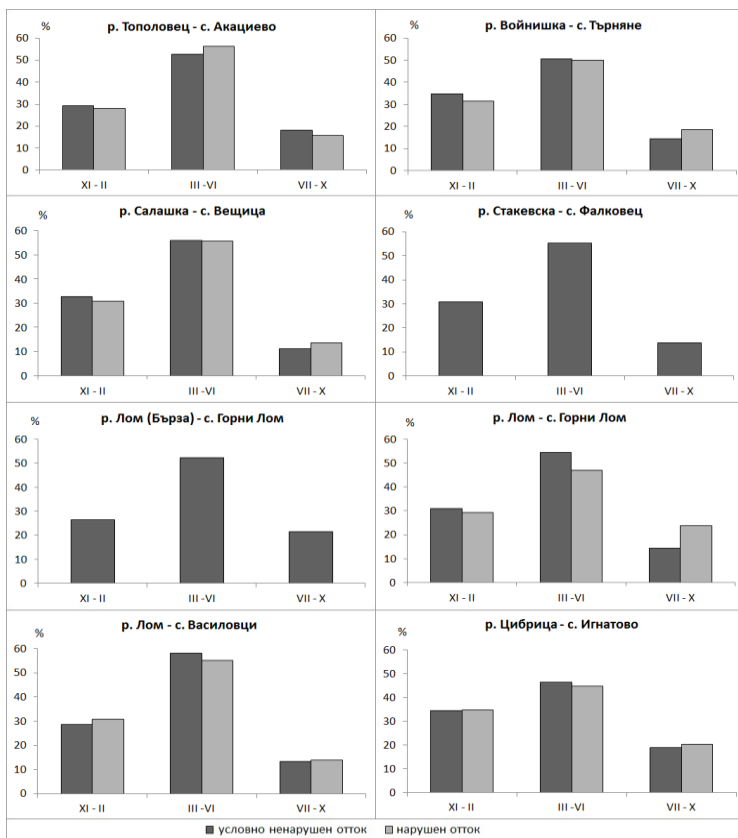 р. Тополовец - с. Акациево
%
60
50
40
30
20
10
0
XI - II
III -VI
VII - X
р. Войнишка - с. Търняне
%
60
50
40
30
20
10
0
XI - II
III -VI
VII - X
р. Салашка - с. Вещица
%
60
50
40
30
20
10
0
XI - II
III -VI
VII - X
р. Стакевска - с. Фалковец
%
60
50
40
30
20
10
0
XI - II
III -VI
VII - X
р. Лом (Бърза) - с. Горни Лом
%
60
50
40
30
20
10
0
XI - II
III -VI
VII - X
р. Лом - с. Горни Лом
%
60
50
40
30
20
10
0
XI - II
III -VI
VII - X
р. Лом - с. Василовци
%
60
50
40
30
20
10
0
XI - II
III -VI
VII - X
р. Цибрица - с. Игнатово
%
60
50
40
30
20
10
0
XI - II
III -VI
VII - X
условно ненарушен отток нарушен отток